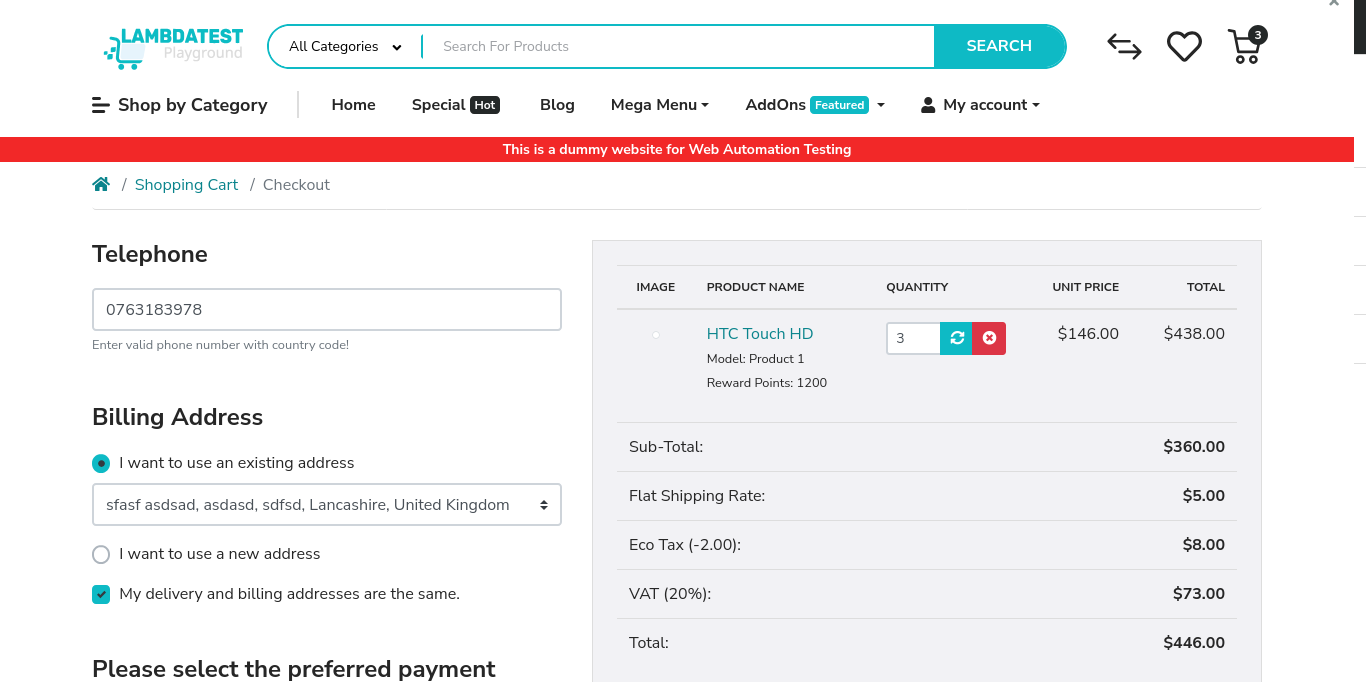 LAMBDATEST
Playground
All Categories
Search For Products
SEARCH
3
Shop by Category
Home
Special Hot
Blog
Mega Menu
AddOns Featured
My account
This is a dummy website for Web Automation Testing
/ Shopping Cart / Checkout
Telephone
0763183978
Enter valid phone number with country code!
Billing Address
I want to use an existing address
sfasf asdsad, asdasd, sdfsd, Lancashire, United Kingdom
I want to use a new address
My delivery and billing addresses are the same.
Please select the preferred payment
IMAGE PRODUCT NAME QUANTITY UNIT PRICE TOTAL
HTC Touch HD 3 $146.00 $438.00
Model: Product 1
Reward Points: 1200
Sub-Total: $360.00
Flat Shipping Rate: $5.00
Eco Tax (-2.00): $8.00
VAT (20%): $73.00
Total: $446.00